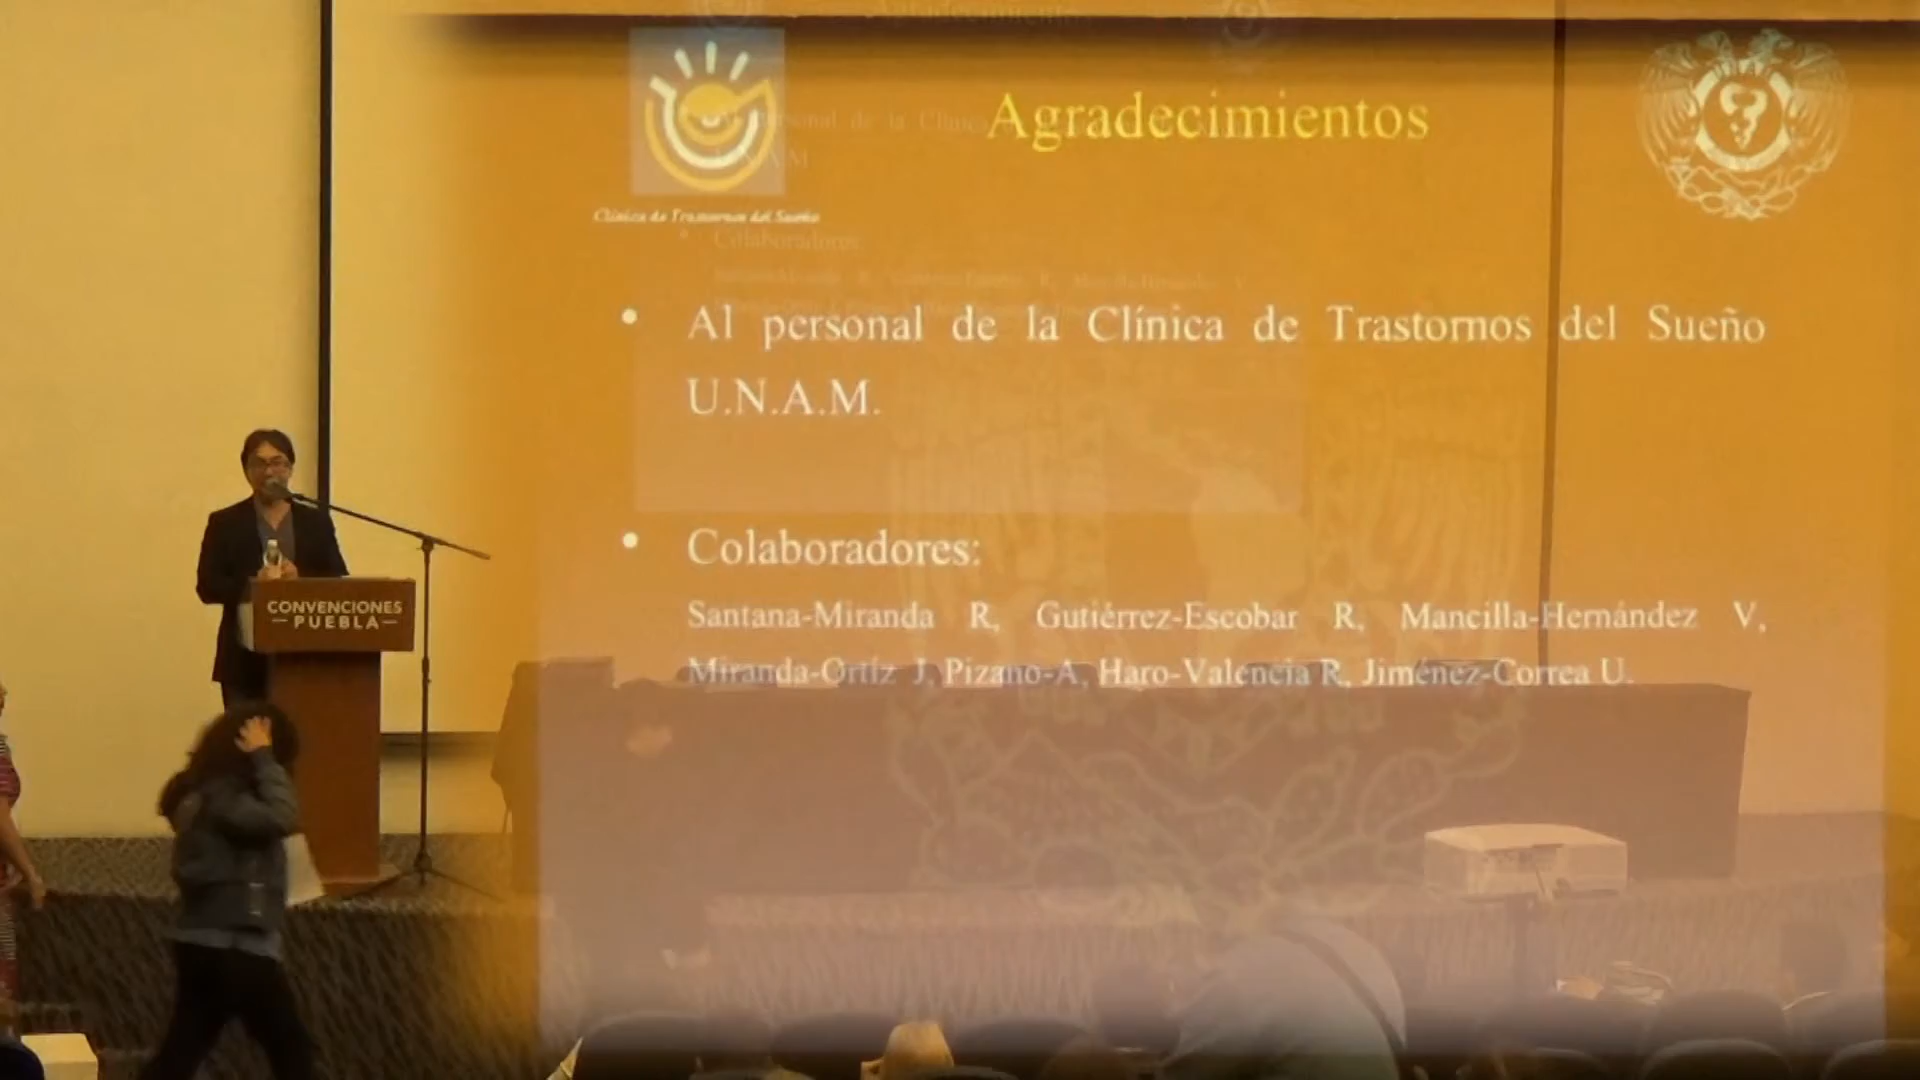 Agradecimientos
Clínica de Trastornos del Sueño
• Al personal de la Clínica de Trastornos del Sueño
U.N.A.M.
• Colaboradores:
Santana-Miranda R, Gutiérrez-Escobar R, Mancilla-Hernández V,
Miranda-Ortíz J, Pizano-A, Haro-Valencia R, Jiménez-Correa U.
CONVENCIONES
PUEBLA